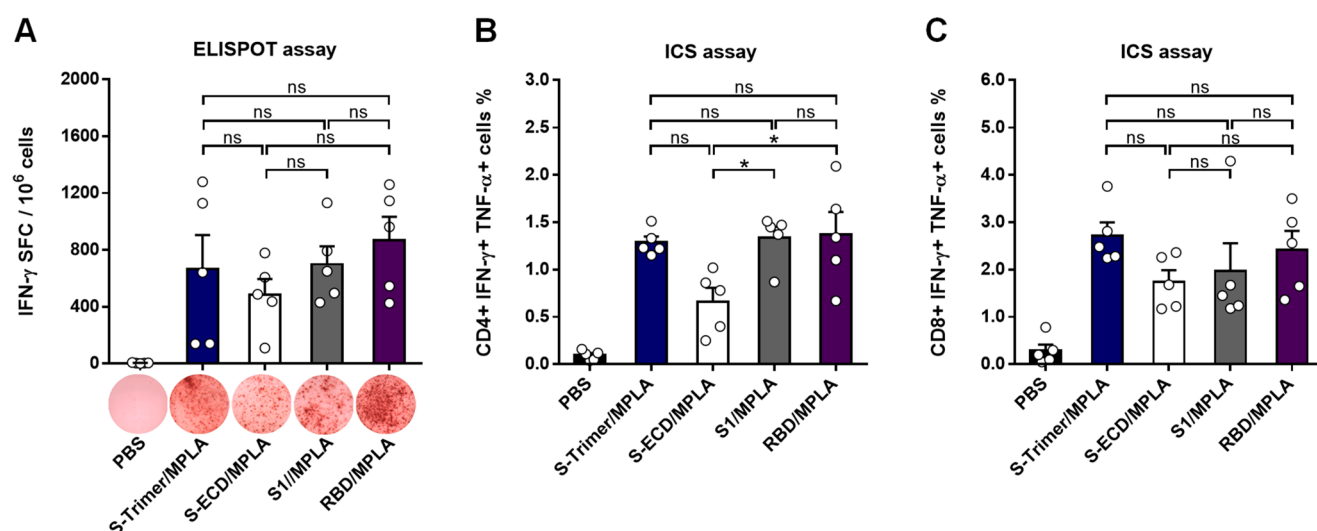 A
ELISPOT assay
IFN-γ SFC / 10⁶ cells
2000
1600
1200
800
400
0
ns
ns
ns
ns
ns
ns
PBS
S-Trimer/MPLA
S-ECD/MPLA
S1//MPLA
RBD/MPLA
B
ICS assay
CD4+ IFN-γ+ TNF-α+ cells %
3.0
2.5
2.0
1.5
1.0
0.5
0.0
ns
ns
ns
*
ns
*
PBS
S-Trimer/MPLA
S-ECD/MPLA
S1/MPLA
RBD/MPLA
C
ICS assay
CD8+ IFN-γ+ TNF-α+ cells %
6.0
5.0
4.0
3.0
2.0
1.0
0.0
ns
ns
ns
ns
ns
ns
PBS
S-Trimer/MPLA
S-ECD/MPLA
S1/MPLA
RBD/MPLA